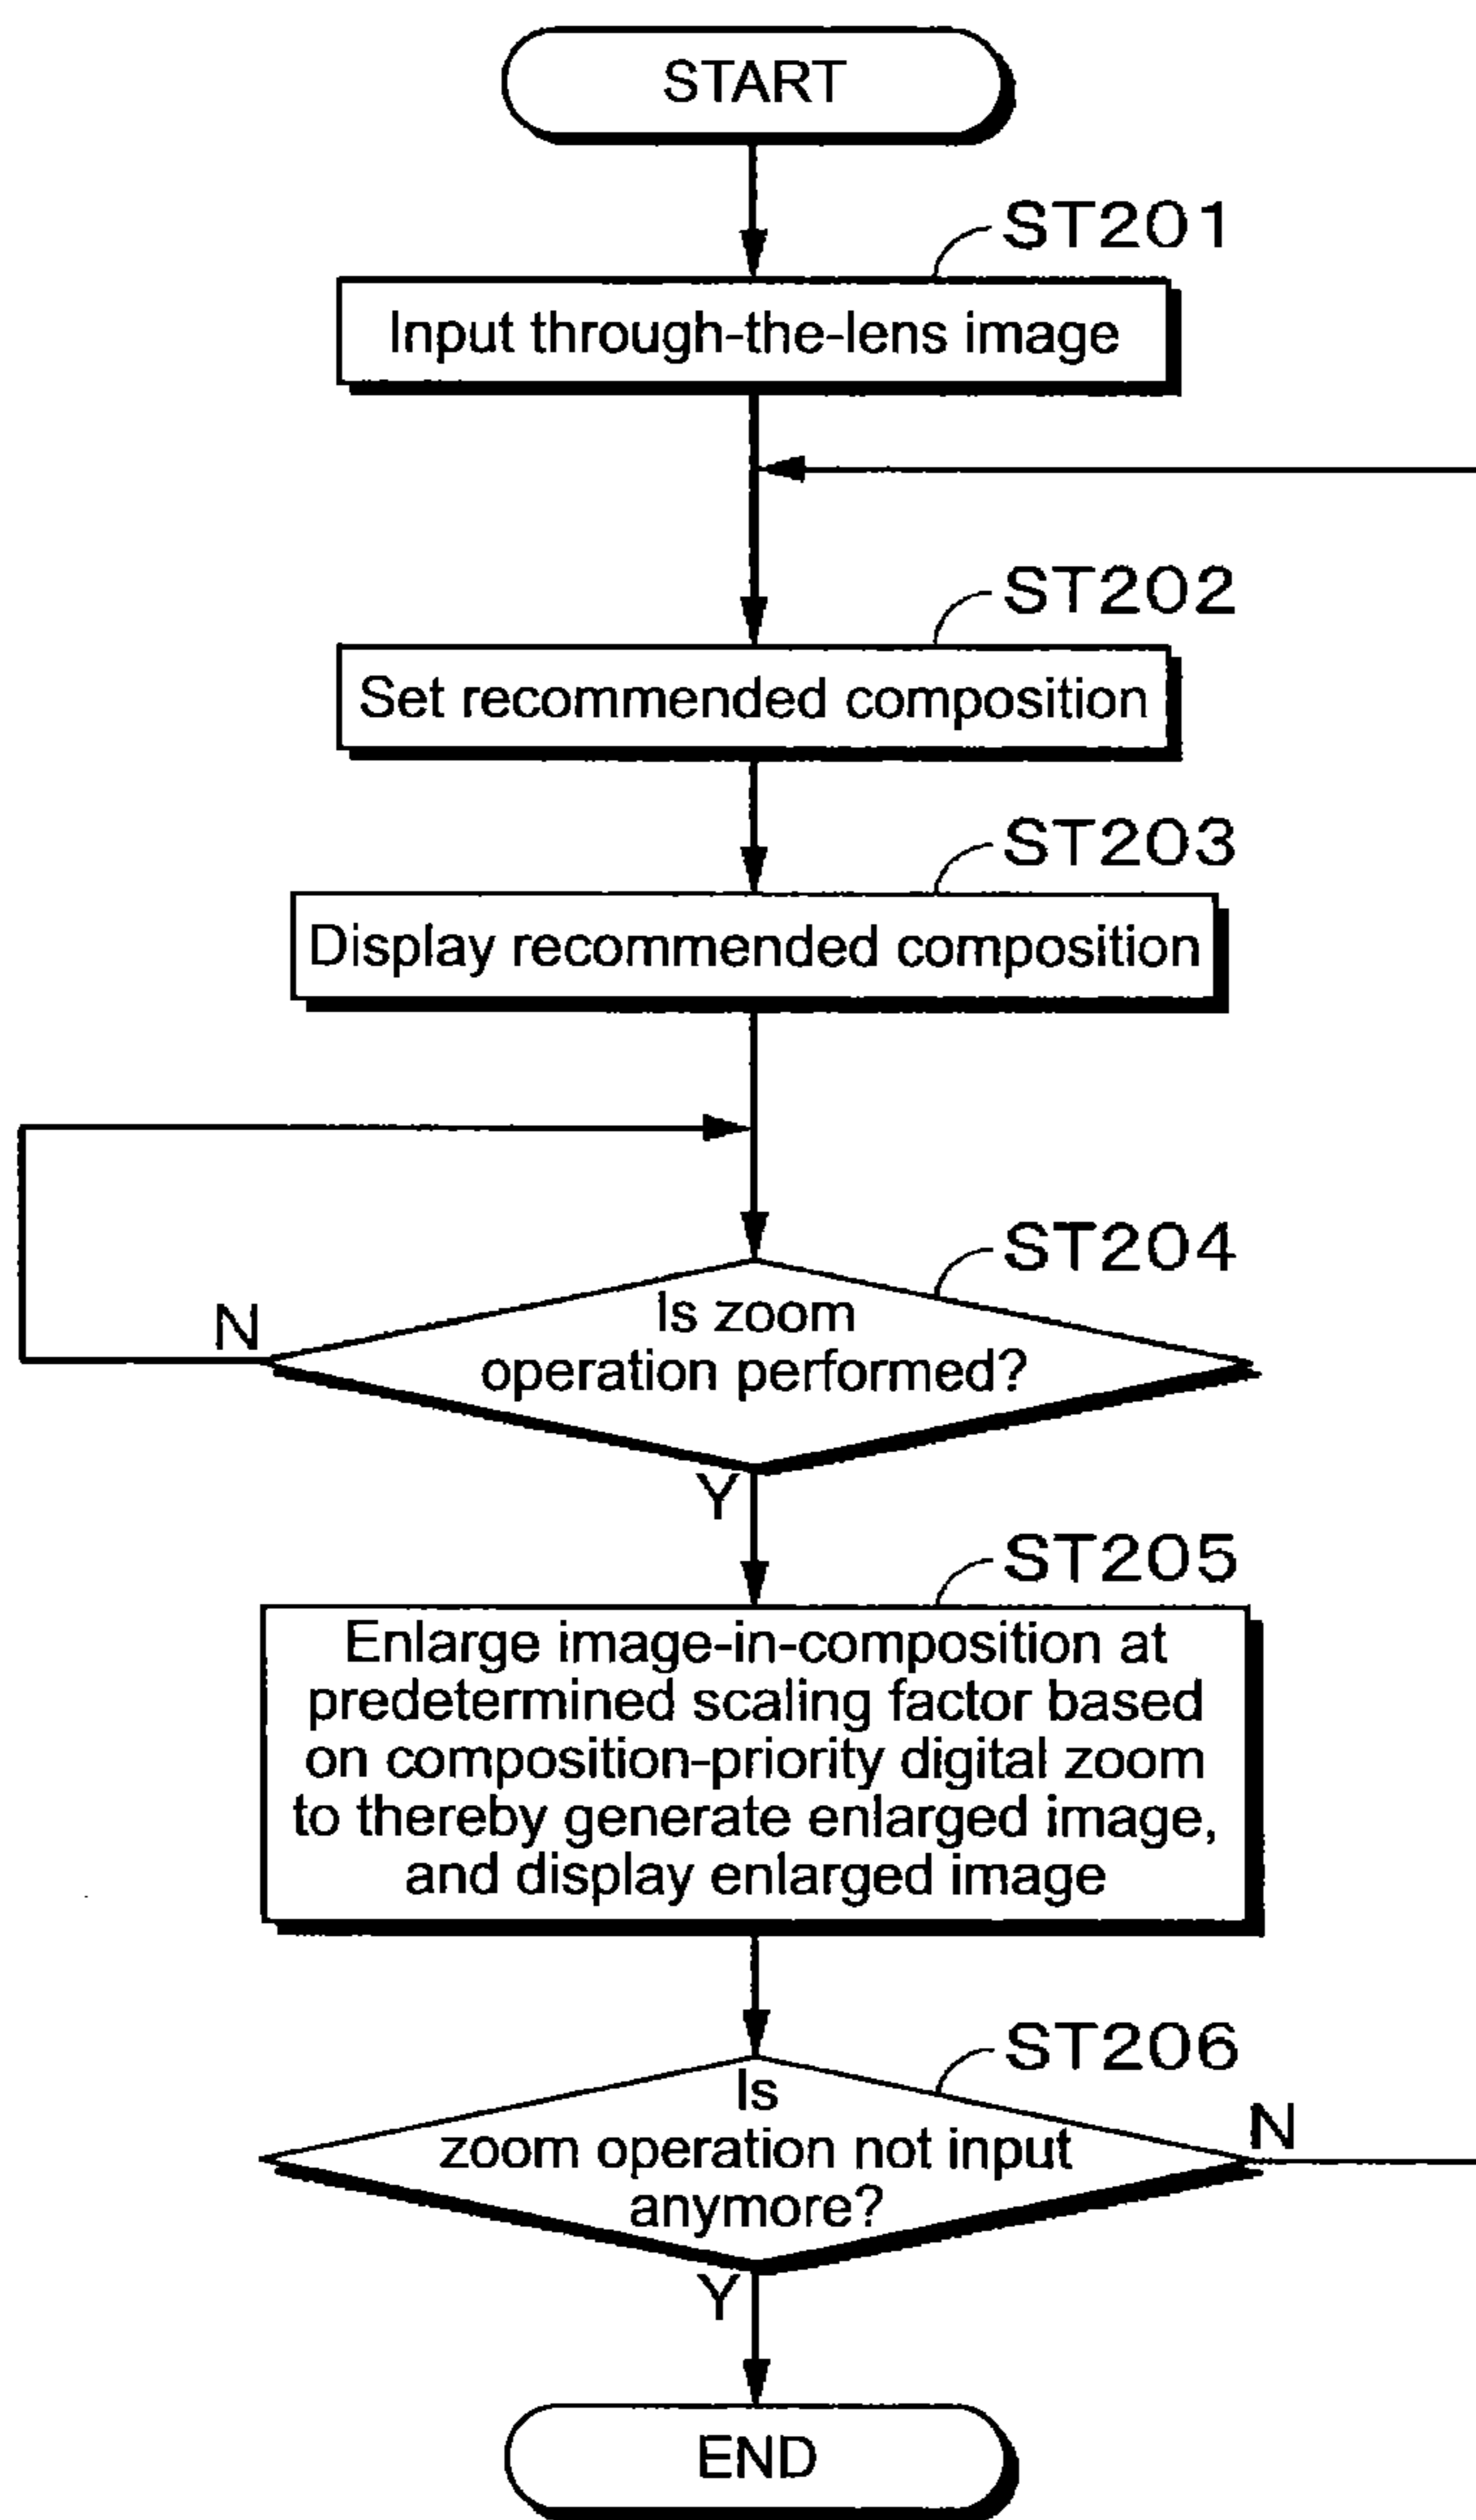 START
ST201
Input through-the-lens image
ST202
Set recommended composition
ST203
Display recommended composition
ST204
Is zoom
operation performed?
N
Y
ST205
Enlarge image-in-composition at
predetermined scaling factor based
on composition-priority digital zoom
to thereby generate enlarged image,
and display enlarged image
ST206
Is
zoom operation not input
anymore?
N
Y
END